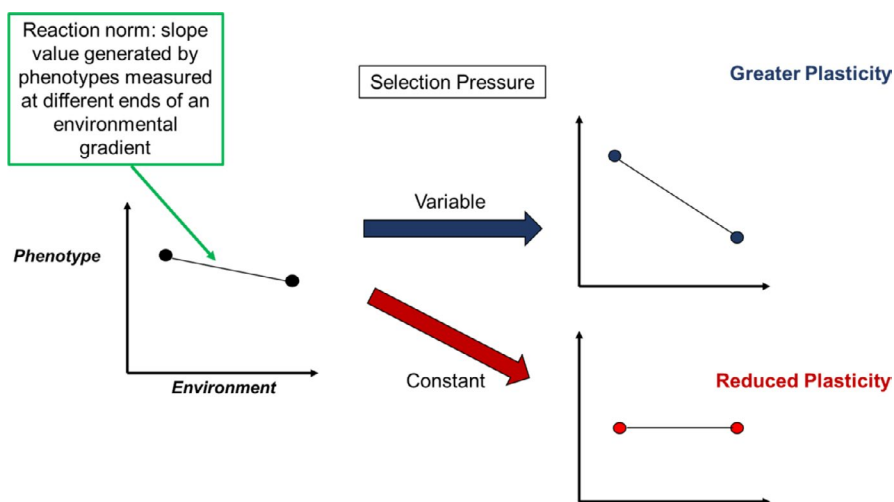 Reaction norm: slope
value generated by
phenotypes measured
at different ends of an
environmental
gradient
Selection Pressure
Greater Plasticity
Variable
Phenotype
Environment
Constant
Reduced Plasticity